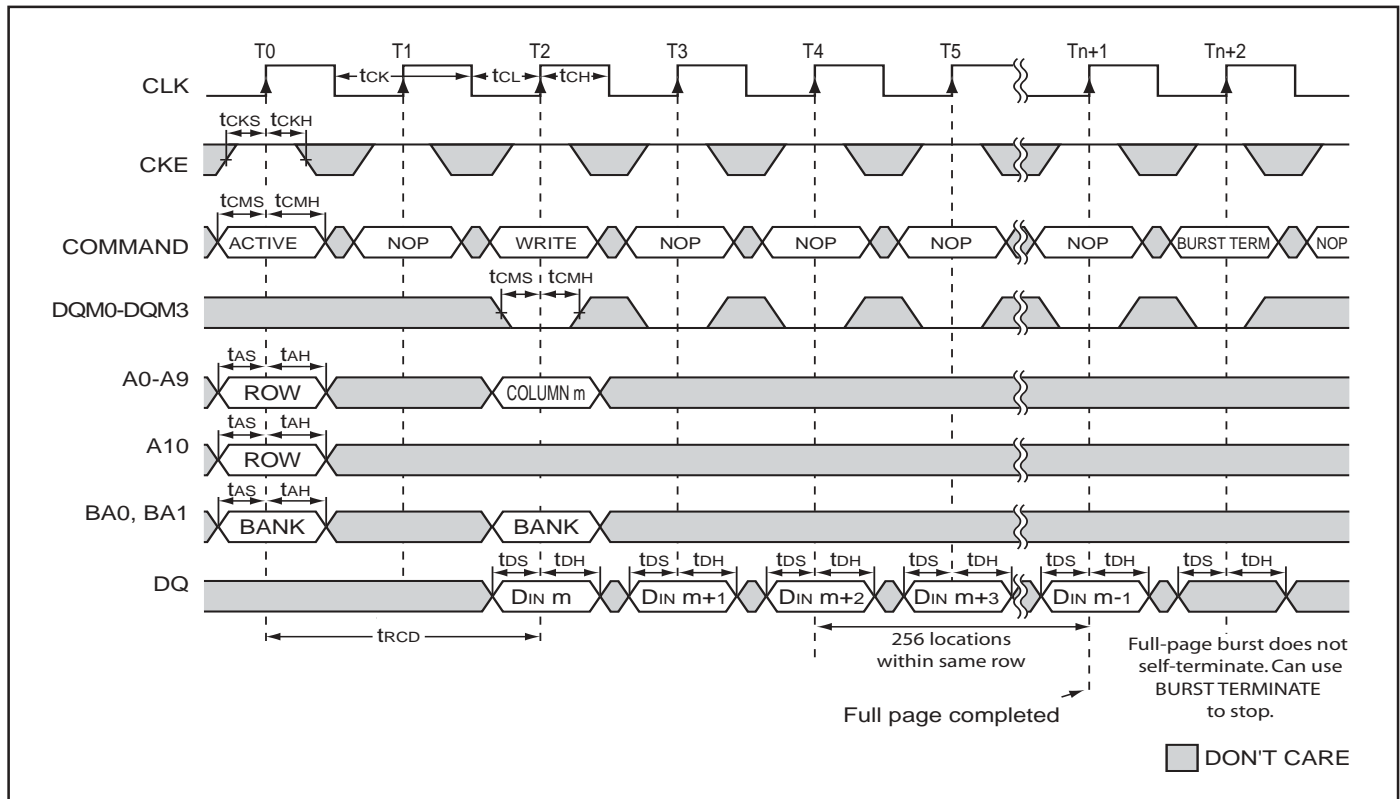 T0 T1 T2 T3 T4 T5 Tn+1 Tn+2
tCK tCL tCH
CLK
tCKS tCKH
CKE
tCMS tCMH
COMMAND ACTIVE NOP WRITE NOP NOP NOP NOP BURST TERM NOP
tCMS tCMH
DQM0-DQM3
tAS tAH
A0-A9 ROW COLUMN m
tAS tAH
A10 ROW
tAS tAH
BA0, BA1 BANK BANK
tDS tDH tDS tDH tDS tDH tDS tDH tDS tDH tDS tDH
DQ DIN m DIN m+1 DIN m+2 DIN m+3 DIN m-1
tRCD
256 locations
within same row
Full page completed
Full-page burst does not
self-terminate. Can use
BURST TERMINATE
to stop.
DON'T CARE